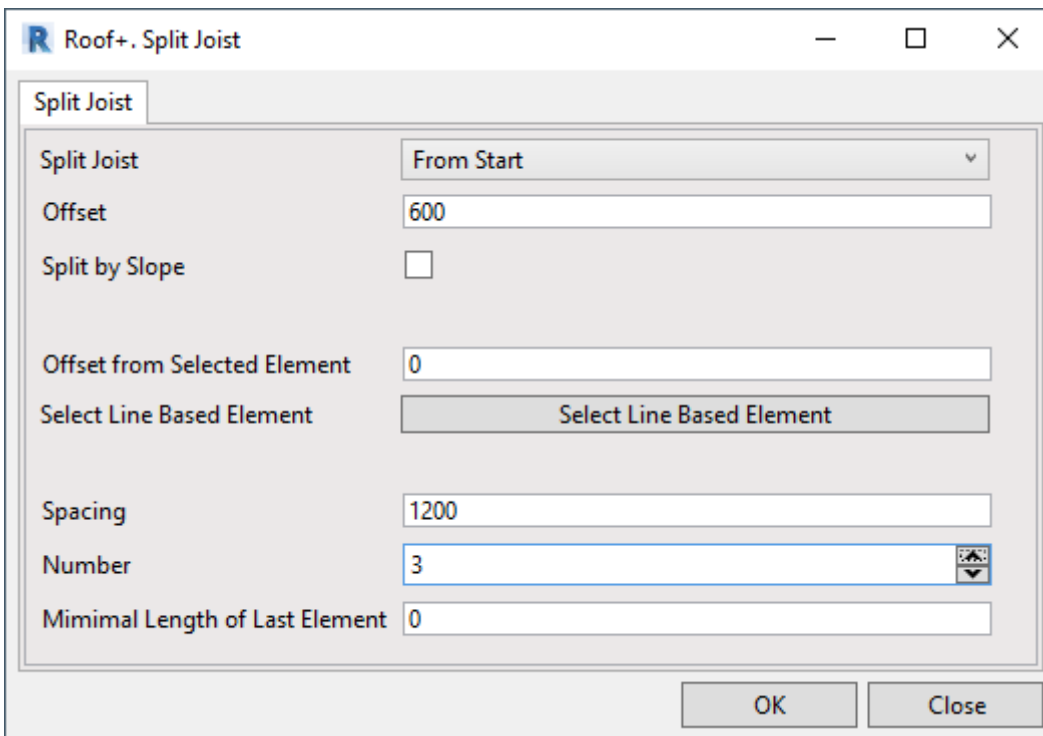 Roof+. Split Joist
Split Joist
Split Joist From Start
Offset 600
Split by Slope
Offset from Selected Element 0
Select Line Based Element Select Line Based Element
Spacing 1200
Number 3
Mimimal Length of Last Element 0
OK Close